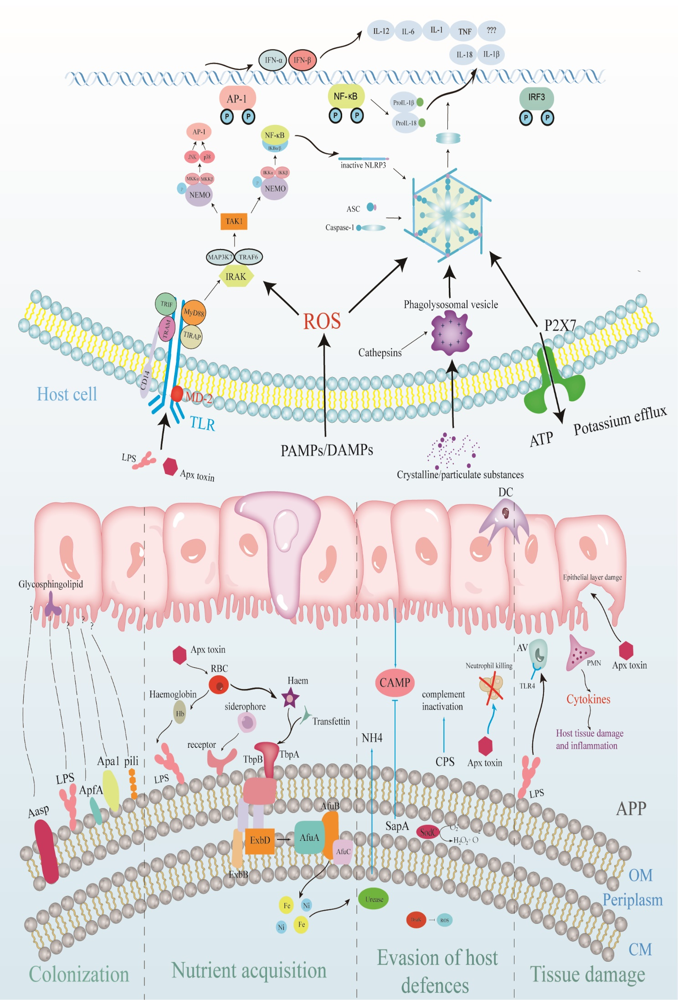 IL-12
IL-6
IL-1
TNF
???
IFN-α
IFN-β
IL-18
IL-1β
AP-1
P
P
NF-κB
P
P
ProIL-1β
ProIL-18
IRF3
P
P
AP-1
JNK
p38
MKKα
MKKβ
?
NEMO
NF-κB
IKBα/β
IKKα
IKKβ
?
NEMO
inactive NLRP3
ASC
Caspase-1
TAK1
MAP3K7
TRAF6
IRAK
TRIF
MyD88
TRAM
TIRAP
CD14
MD-2
TLR
Host cell
ROS
Phagolysosomal vesicle
Cathepsins
P2X7
ATP
Potassium efflux
LPS
Apx toxin
PAMPs/DAMPs
Crystalline/particulate substances
DC
Glycosphingolipid
?
?
?
?
Epithelial layer damge
Apx toxin
RBC
Haemoglobin
Hb
Haem
siderophore
Transfettin
receptor
TbpB
TbpA
LPS
CAMP
complement
inactivation
Neutrophil killing
NH4
CPS
Apx toxin
AV
TLR4
PMN
Apx toxin
Cytokines
Host tissue damage
and inflammation
LPS
Aasp
LPS
ApfA
Apa1
pili
AfuB
ExbD
AfuA
AfuC
ExbB
SapA
SodC
O₂⁻
2
H₂O₂+ O
APP
OM
Periplasm
CM
Fe
Ni
Ni
Fe
Urease
ROS
Colonization
Nutrient acquisition
Evasion of host
defences
Tissue damage